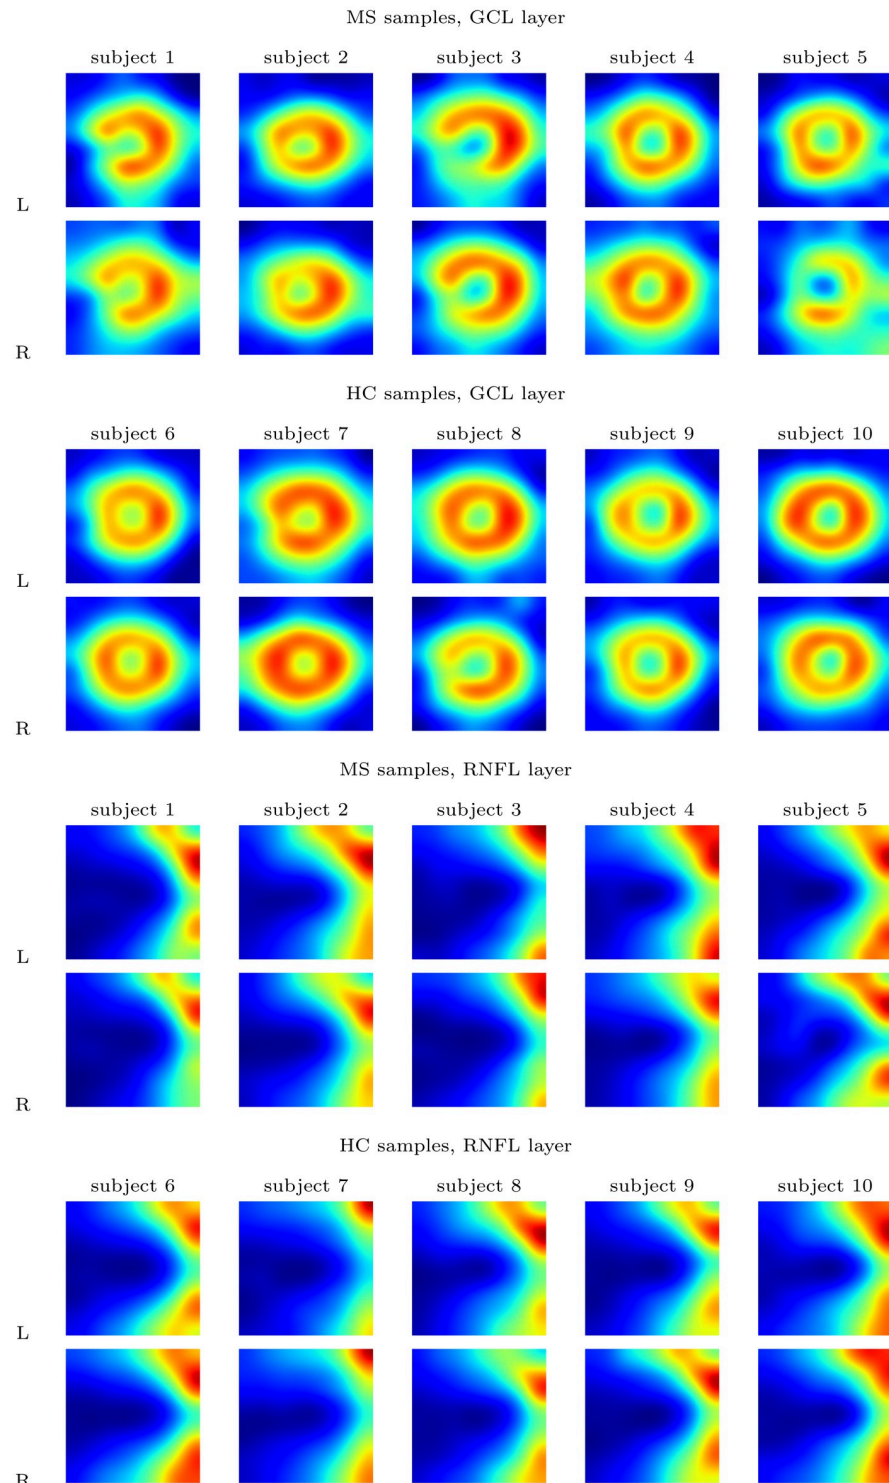 MS samples, GCL layer
subject 1 subject 2 subject 3 subject 4 subject 5
L
R
HC samples, GCL layer
subject 6 subject 7 subject 8 subject 9 subject 10
L
R
MS samples, RNFL layer
subject 1 subject 2 subject 3 subject 4 subject 5
L
R
HC samples, RNFL layer
subject 6 subject 7 subject 8 subject 9 subject 10
L
R